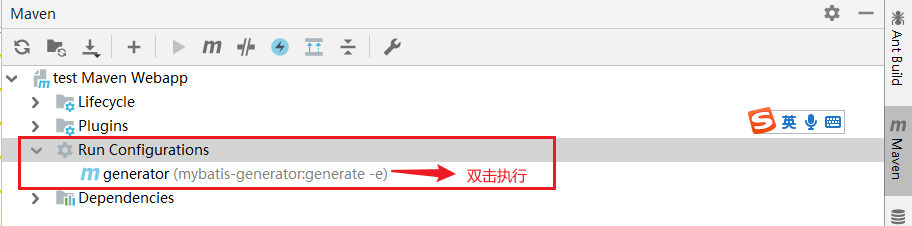 Maven
test Maven Webapp
Lifecycle
Plugins
Run Configurations
generator (mybatis-generator:generate -e) 双击执行
Dependencies
S 英
Ant Build
m Maven